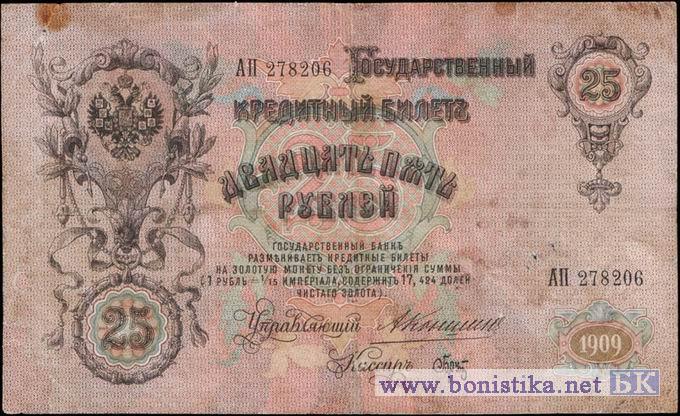 АП 278206
Государственный
25
Кредитный Билетъ
25
Двадцать пять
рублей
ГОСУДАРСТВЕННЫЙ БАНКЪ
РАЗМѢНИВАЕТЪ КРЕДИТНЫЕ БИЛЕТЫ
НА ЗОЛОТУЮ МОНЕТУ БЕЗЪ ОГРАНИЧЕНІЯ СУММЫ
(1 РУБЛЬ = 1/15 ИМПЕРІАЛА, СОДЕРЖИТЪ 17,424 ДОЛЕЙ
ЧИСТАГО ЗОЛОТА).
АП 278206
25
Управляющій
Кассиръ
1909
www.bonistika.net БК